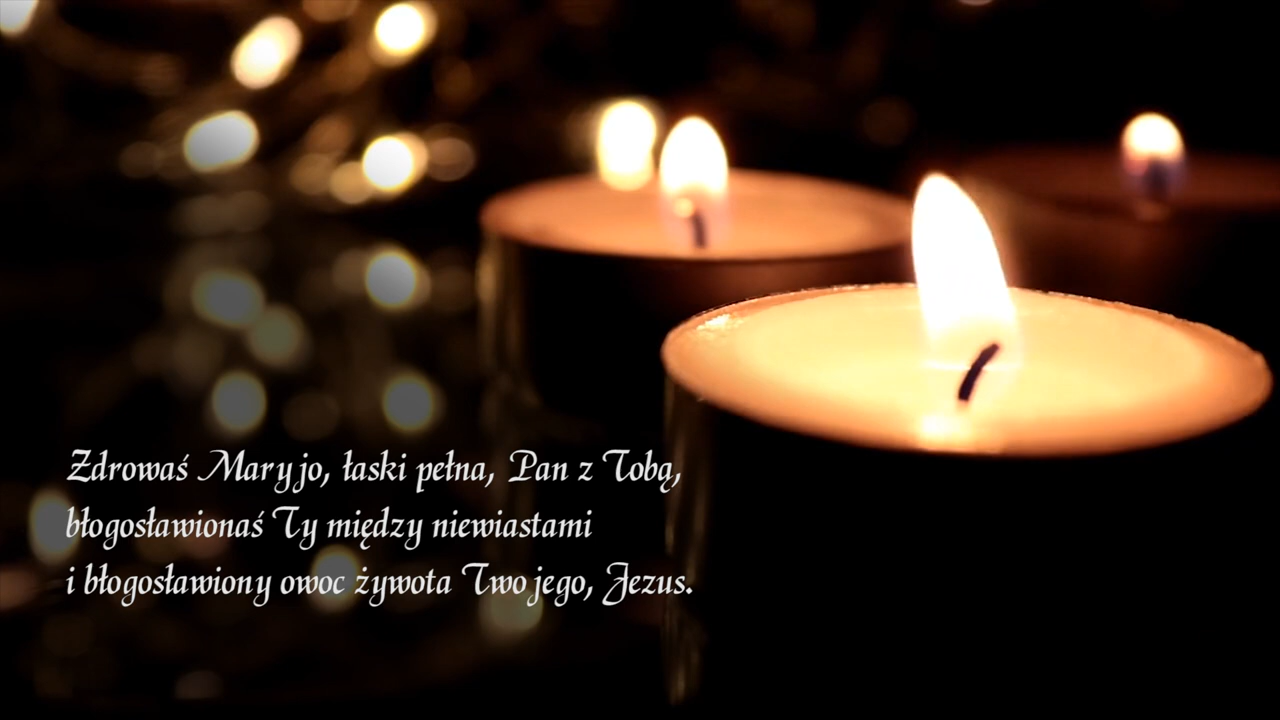 Zdrowaś Maryjo, łaski pełna, Pan z Tobą,
błogosławionaś Ty między niewiastami
i błogosławiony owoc żywota Twojego, Jezus.